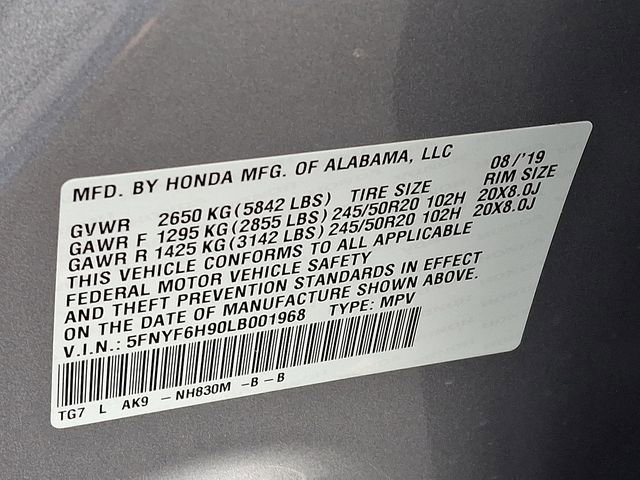 MFD. BY HONDA MFG. OF ALABAMA, LLC 08/'19
GVWR 2650 KG(5842 LBS) TIRE SIZE RIM SIZE
GAWR F 1295 KG(2855 LBS)245/50R20 102H 20X8.0J
GAWR R 1425 KG(3142 LBS)245/50R20 102H 20X8.0J
THIS VEHICLE CONFORMS TO ALL APPLICABLE
FEDERAL MOTOR VEHICLE SAFETY
AND THEFT PREVENTION STANDARDS IN EFFECT
ON THE DATE OF MANUFACTURE SHOWN ABOVE.
V.I.N.: 5FNYF6H90LB001968 TYPE: MPV
TG7 L AK9 - NH830M -B-B